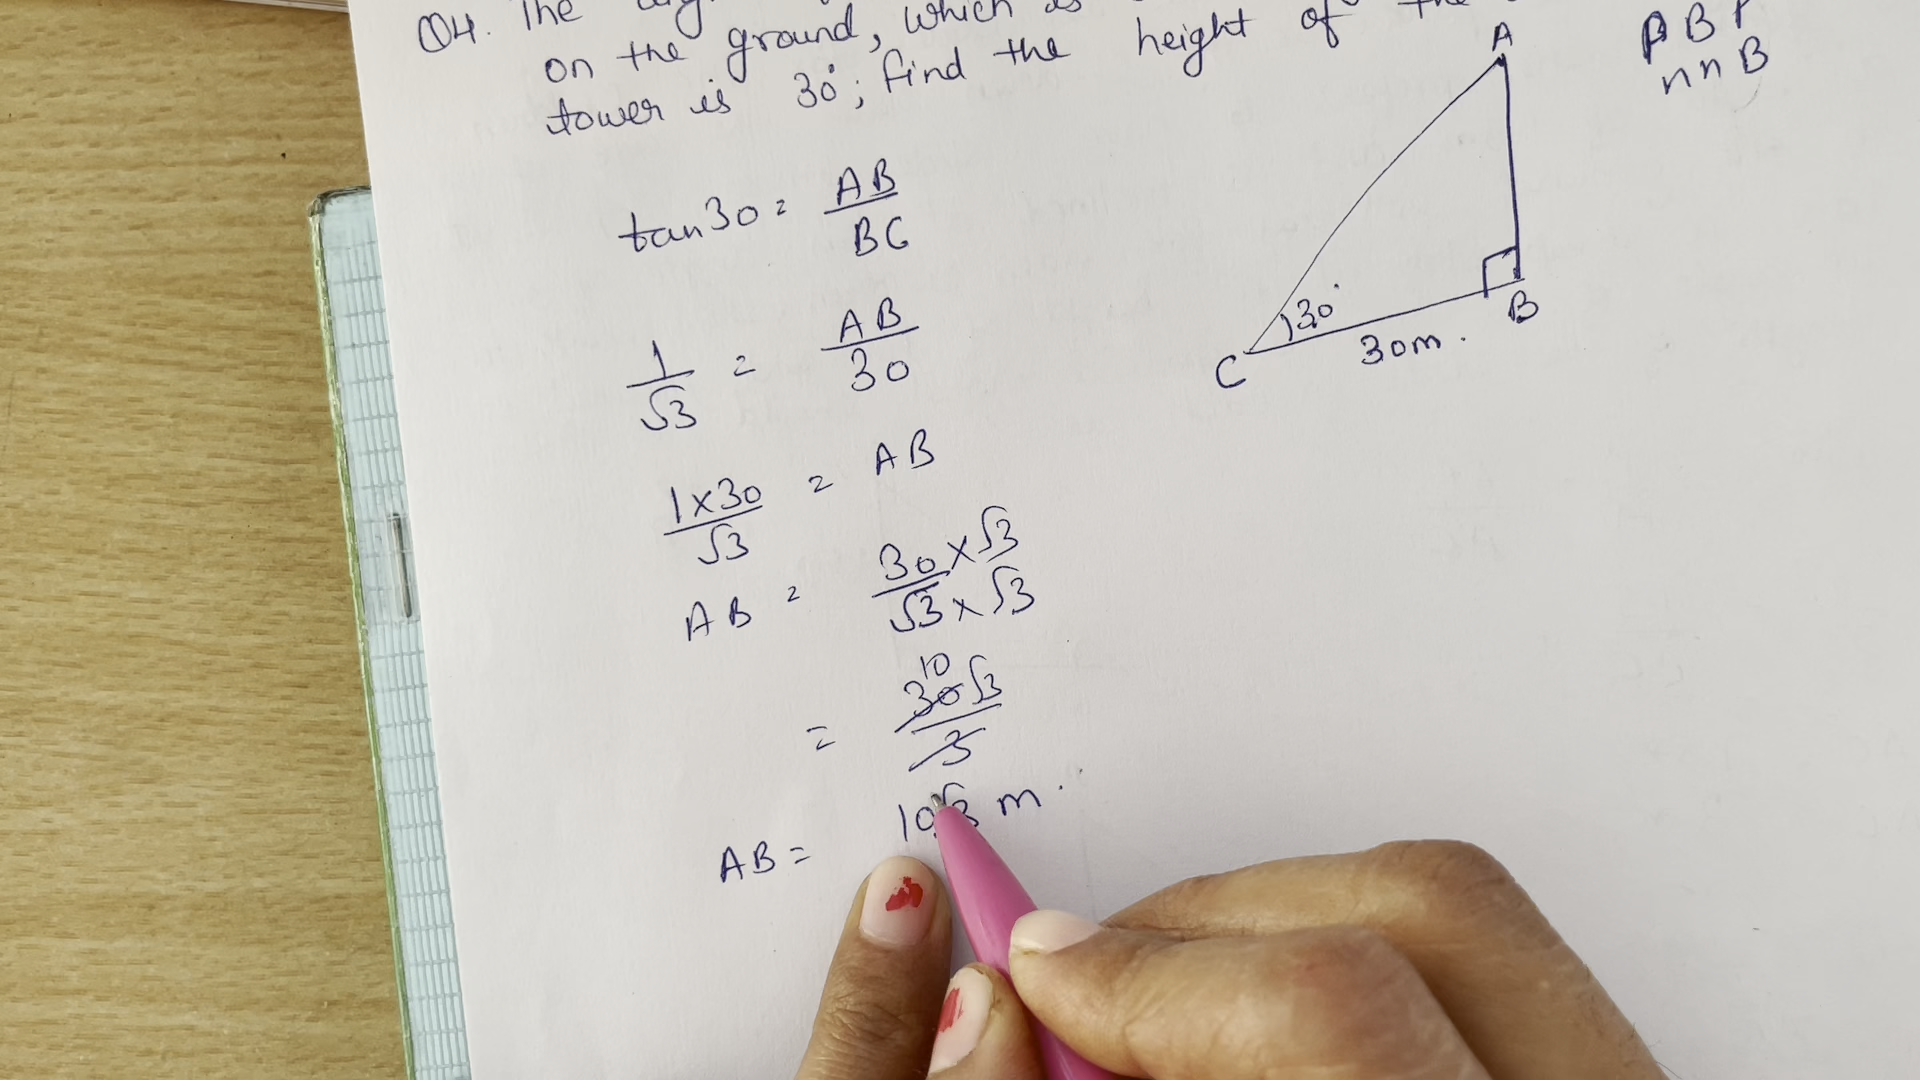 Q4. The
on the ground, which is
tower is 30°; find the height of the
tan30 = AB/BC
1/√3 = AB/30
1×30/√3 = AB
AB = 30×√3/√3×√3
= 10 30√3/3
AB = 10√3 m.
A
B
C
30°
30m.
P B P
n n B